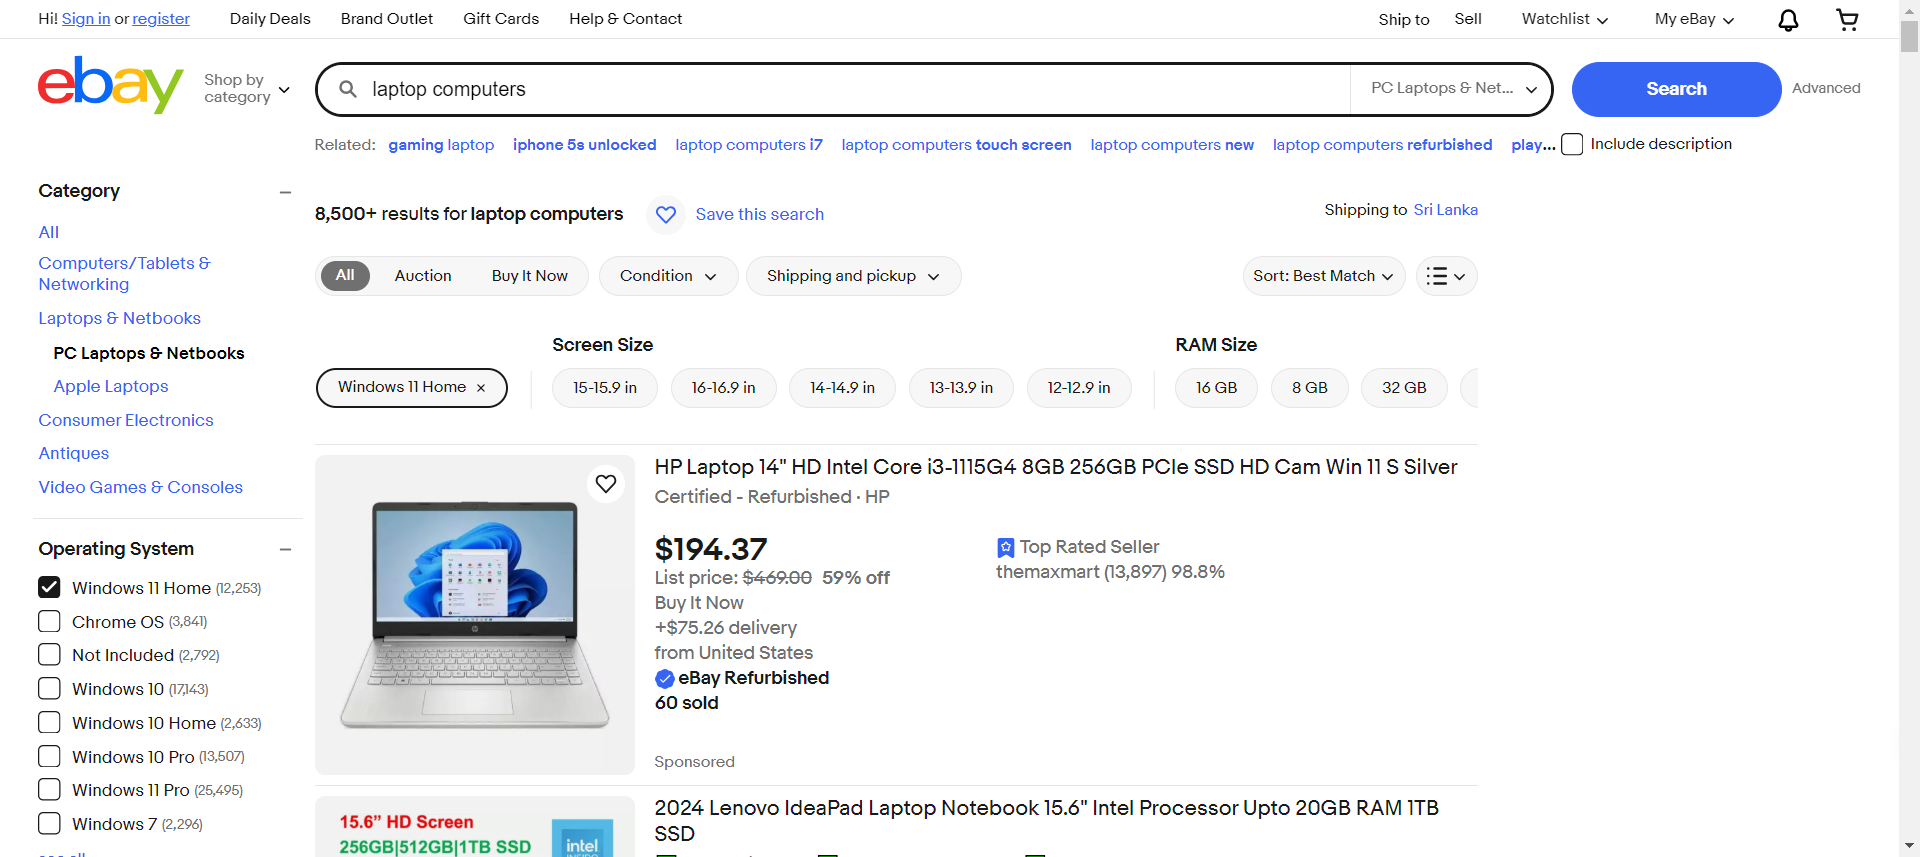 Hi! Sign in or register
Daily Deals
Brand Outlet
Gift Cards
Help & Contact
Ship to
Sell
Watchlist
My eBay
ebay
Shop by
category
laptop computers
PC Laptops & Net...
Search
Advanced
Related:
gaming laptop
iphone 5s unlocked
laptop computers i7
laptop computers touch screen
laptop computers new
laptop computers refurbished
play...
Include description
Category
All
Computers/Tablets &
Networking
Laptops & Netbooks
PC Laptops & Netbooks
Apple Laptops
Consumer Electronics
Antiques
Video Games & Consoles
Operating System
Windows 11 Home (12,253)
Chrome OS (3,841)
Not Included (2,792)
Windows 10 (17,143)
Windows 10 Home (2,633)
Windows 10 Pro (13,507)
Windows 11 Pro (25,495)
Windows 7 (2,296)
8,500+ results for laptop computers
Save this search
Shipping to Sri Lanka
All
Auction
Buy It Now
Condition
Shipping and pickup
Sort: Best Match
Windows 11 Home ×
Screen Size
15-15.9 in
16-16.9 in
14-14.9 in
13-13.9 in
12-12.9 in
RAM Size
16 GB
8 GB
32 GB
HP Laptop 14" HD Intel Core i3-1115G4 8GB 256GB PCIe SSD HD Cam Win 11 S Silver
Certified - Refurbished · HP
$194.37
List price: $469.00 59% off
Buy It Now
+$75.26 delivery
from United States
eBay Refurbished
60 sold
Top Rated Seller
themaxmart (13,897) 98.8%
Sponsored
15.6” HD Screen
256GB|512GB|1TB SSD
intel
2024 Lenovo IdeaPad Laptop Notebook 15.6" Intel Processor Upto 20GB RAM 1TB
SSD